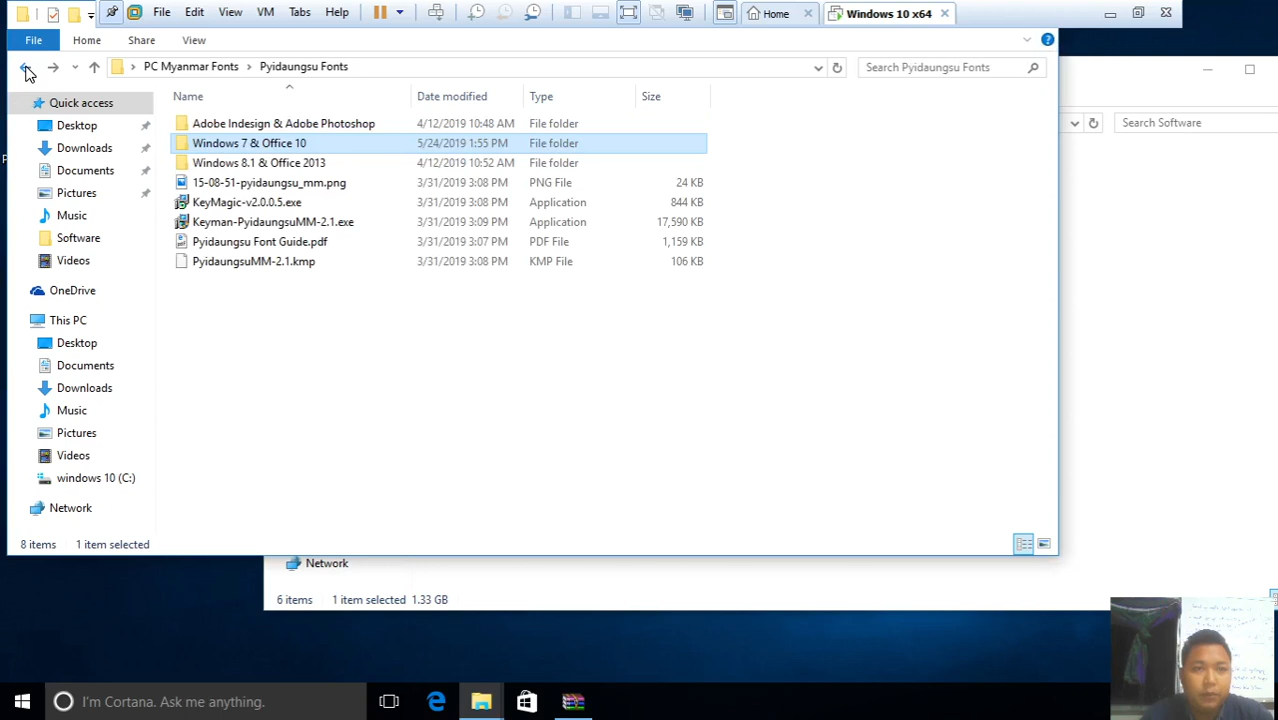 File Edit View VM Tabs Help Home Windows 10 x64
File Home Share View
PC Myanmar Fonts Pyidaungsu Fonts Search Pyidaungsu Fonts
Search Software
Name Date modified Type Size
Quick access
Desktop
Downloads
Documents
Pictures
Music
Software
Videos
OneDrive
This PC
Desktop
Documents
Downloads
Music
Pictures
Videos
windows 10 (C:)
Network
Adobe Indesign & Adobe Photoshop 4/12/2019 10:48 AM File folder
Windows 7 & Office 10 5/24/2019 1:55 PM File folder
Windows 8.1 & Office 2013 4/12/2019 10:52 AM File folder
15-08-51-pyidaungsu_mm.png 3/31/2019 3:08 PM PNG File 24 KB
KeyMagic-v2.0.0.5.exe 3/31/2019 3:08 PM Application 844 KB
Keyman-PyidaungsuMM-2.1.exe 3/31/2019 3:09 PM Application 17,590 KB
Pyidaungsu Font Guide.pdf 3/31/2019 3:07 PM PDF File 1,159 KB
PyidaungsuMM-2.1.kmp 3/31/2019 3:08 PM KMP File 106 KB
8 items 1 item selected
Network
6 items 1 item selected 1.33 GB
I'm Cortana. Ask me anything.